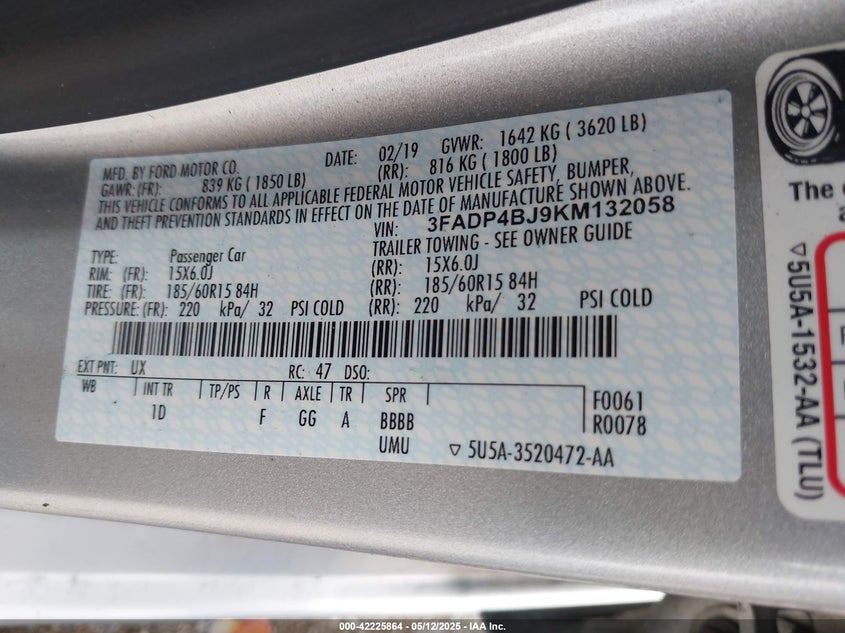 MFD. BY FORD MOTOR CO. DATE: 02/19 GVWR: 1642 KG ( 3620 LB)
GAWR: (FR): 839 KG ( 1850 LB) (RR): 816 KG ( 1800 LB)
THIS VEHICLE CONFORMS TO ALL APPLICABLE FEDERAL MOTOR VEHICLE SAFETY, BUMPER,
AND THEFT PREVENTION STANDARDS IN EFFECT ON THE DATE OF MANUFACTURE SHOWN ABOVE.
VIN: 3FADP4BJ9KM132058
TYPE: Passenger Car TRAILER TOWING - SEE OWNER GUIDE
RIM: (FR): 15X6.0J (RR): 15X6.0J
TIRE: (FR): 185/60R15 84H (RR): 185/60R15 84H
PRESSURE: (FR): 220 kPa/ 32 PSI COLD (RR): 220 kPa/ 32 PSI COLD
EXT PNT: UX RC: 47 DSO:
WB INT TR TP/PS R AXLE TR SPR F0061
1D F GG A BBBB R0078
UMU ▽ 5U5A-3520472-AA
The
▽5U5A-1532-AA (TLU)
000-42225864 - 05/12/2025 - IAA Inc.